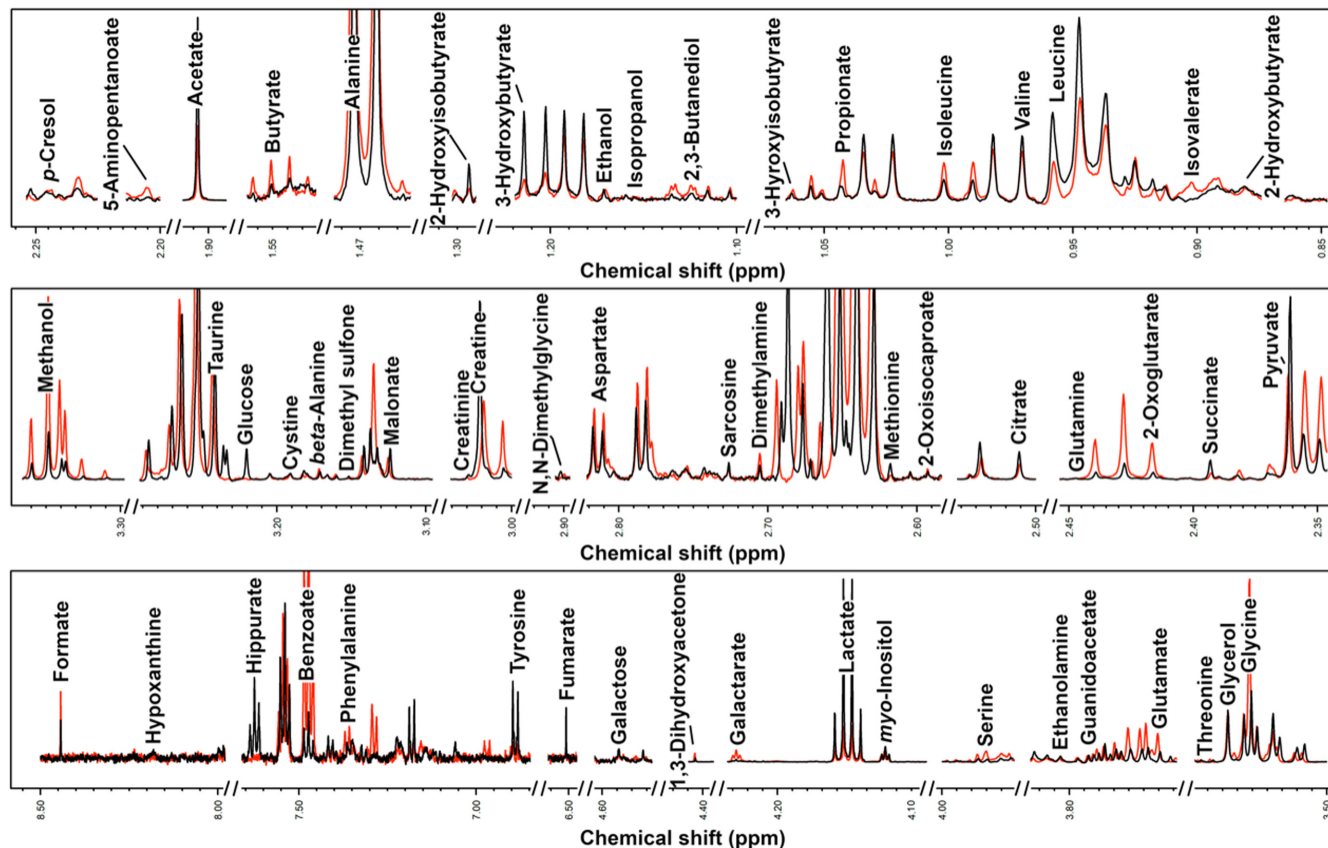 p-Cresol
5-Aminopentanoate
Acetate
Butyrate
Alanine
2-Hydroxyisobutyrate
3-Hydroxybutyrate
Ethanol
Isopropanol
2,3-Butanediol
3-Hyroxyisobutyrate
Propionate
Isoleucine
Valine
Leucine
Isovalerate
2-Hydroxybutyrate
2.25 2.20 1.90 1.55 1.47 1.30 1.20 1.10 1.05 1.00 0.95 0.90 0.85
Chemical shift (ppm)
Methanol
Taurine
Glucose
Cystine
beta-Alanine
Dimethyl sulfone
Malonate
Creatinine
Creatine
N,N-Dimethylglycine
Aspartate
Sarcosine
Dimethylamine
Methionine
2-Oxoisocaproate
Citrate
Glutamine
2-Oxoglutarate
Succinate
Pyruvate
3.30 3.20 3.10 3.00 2.90 2.80 2.70 2.60 2.50 2.45 2.40 2.35
Chemical shift (ppm)
Formate
Hypoxanthine
Hippurate
Benzoate
Phenylalanine
Tyrosine
Fumarate
Galactose
1,3-Dihydroxyacetone
Galactarate
Lactate
myo-Inositol
Serine
Ethanolamine
Guanidoacetate
Glutamate
Threonine
Glycerol
Glycine
8.50 8.00 7.50 7.00 6.50 4.60 4.40 4.20 4.10 4.00 3.80 3.50
Chemical shift (ppm)